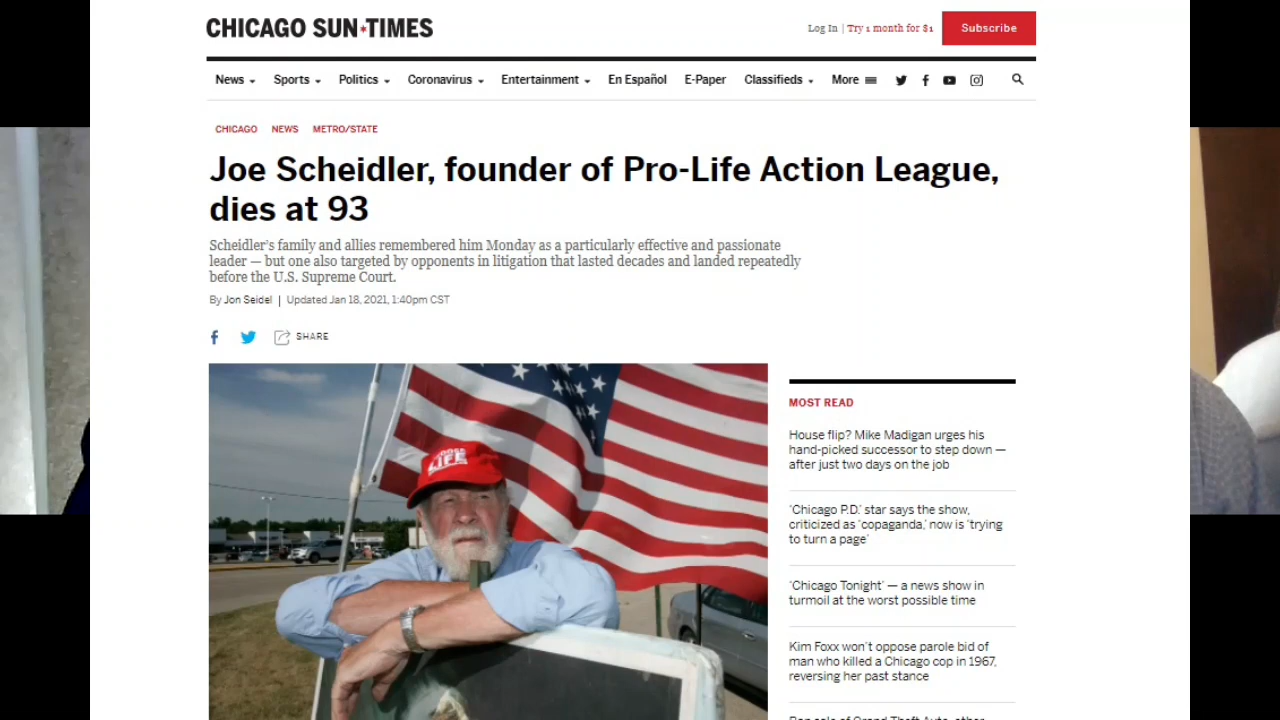 CHICAGO SUN*TIMES
Log In | Try 1 month for $1
Subscribe
News Sports Politics Coronavirus Entertainment En Español E-Paper Classifieds More
CHICAGO NEWS METRO/STATE
Joe Scheidler, founder of Pro-Life Action League,
dies at 93
Scheidler's family and allies remembered him Monday as a particularly effective and passionate
leader — but one also targeted by opponents in litigation that lasted decades and landed repeatedly
before the U.S. Supreme Court.
By Jon Seidel | Updated Jan 18, 2021, 1:40pm CST
SHARE
LIFE
MOST READ
House flip? Mike Madigan urges his
hand-picked successor to step down —
after just two days on the job
‘Chicago P.D.’ star says the show,
criticized as ‘copaganda,’ now is ‘trying
to turn a page’
‘Chicago Tonight’ — a news show in
turmoil at the worst possible time
Kim Foxx won’t oppose parole bid of
man who killed a Chicago cop in 1967,
reversing her past stance